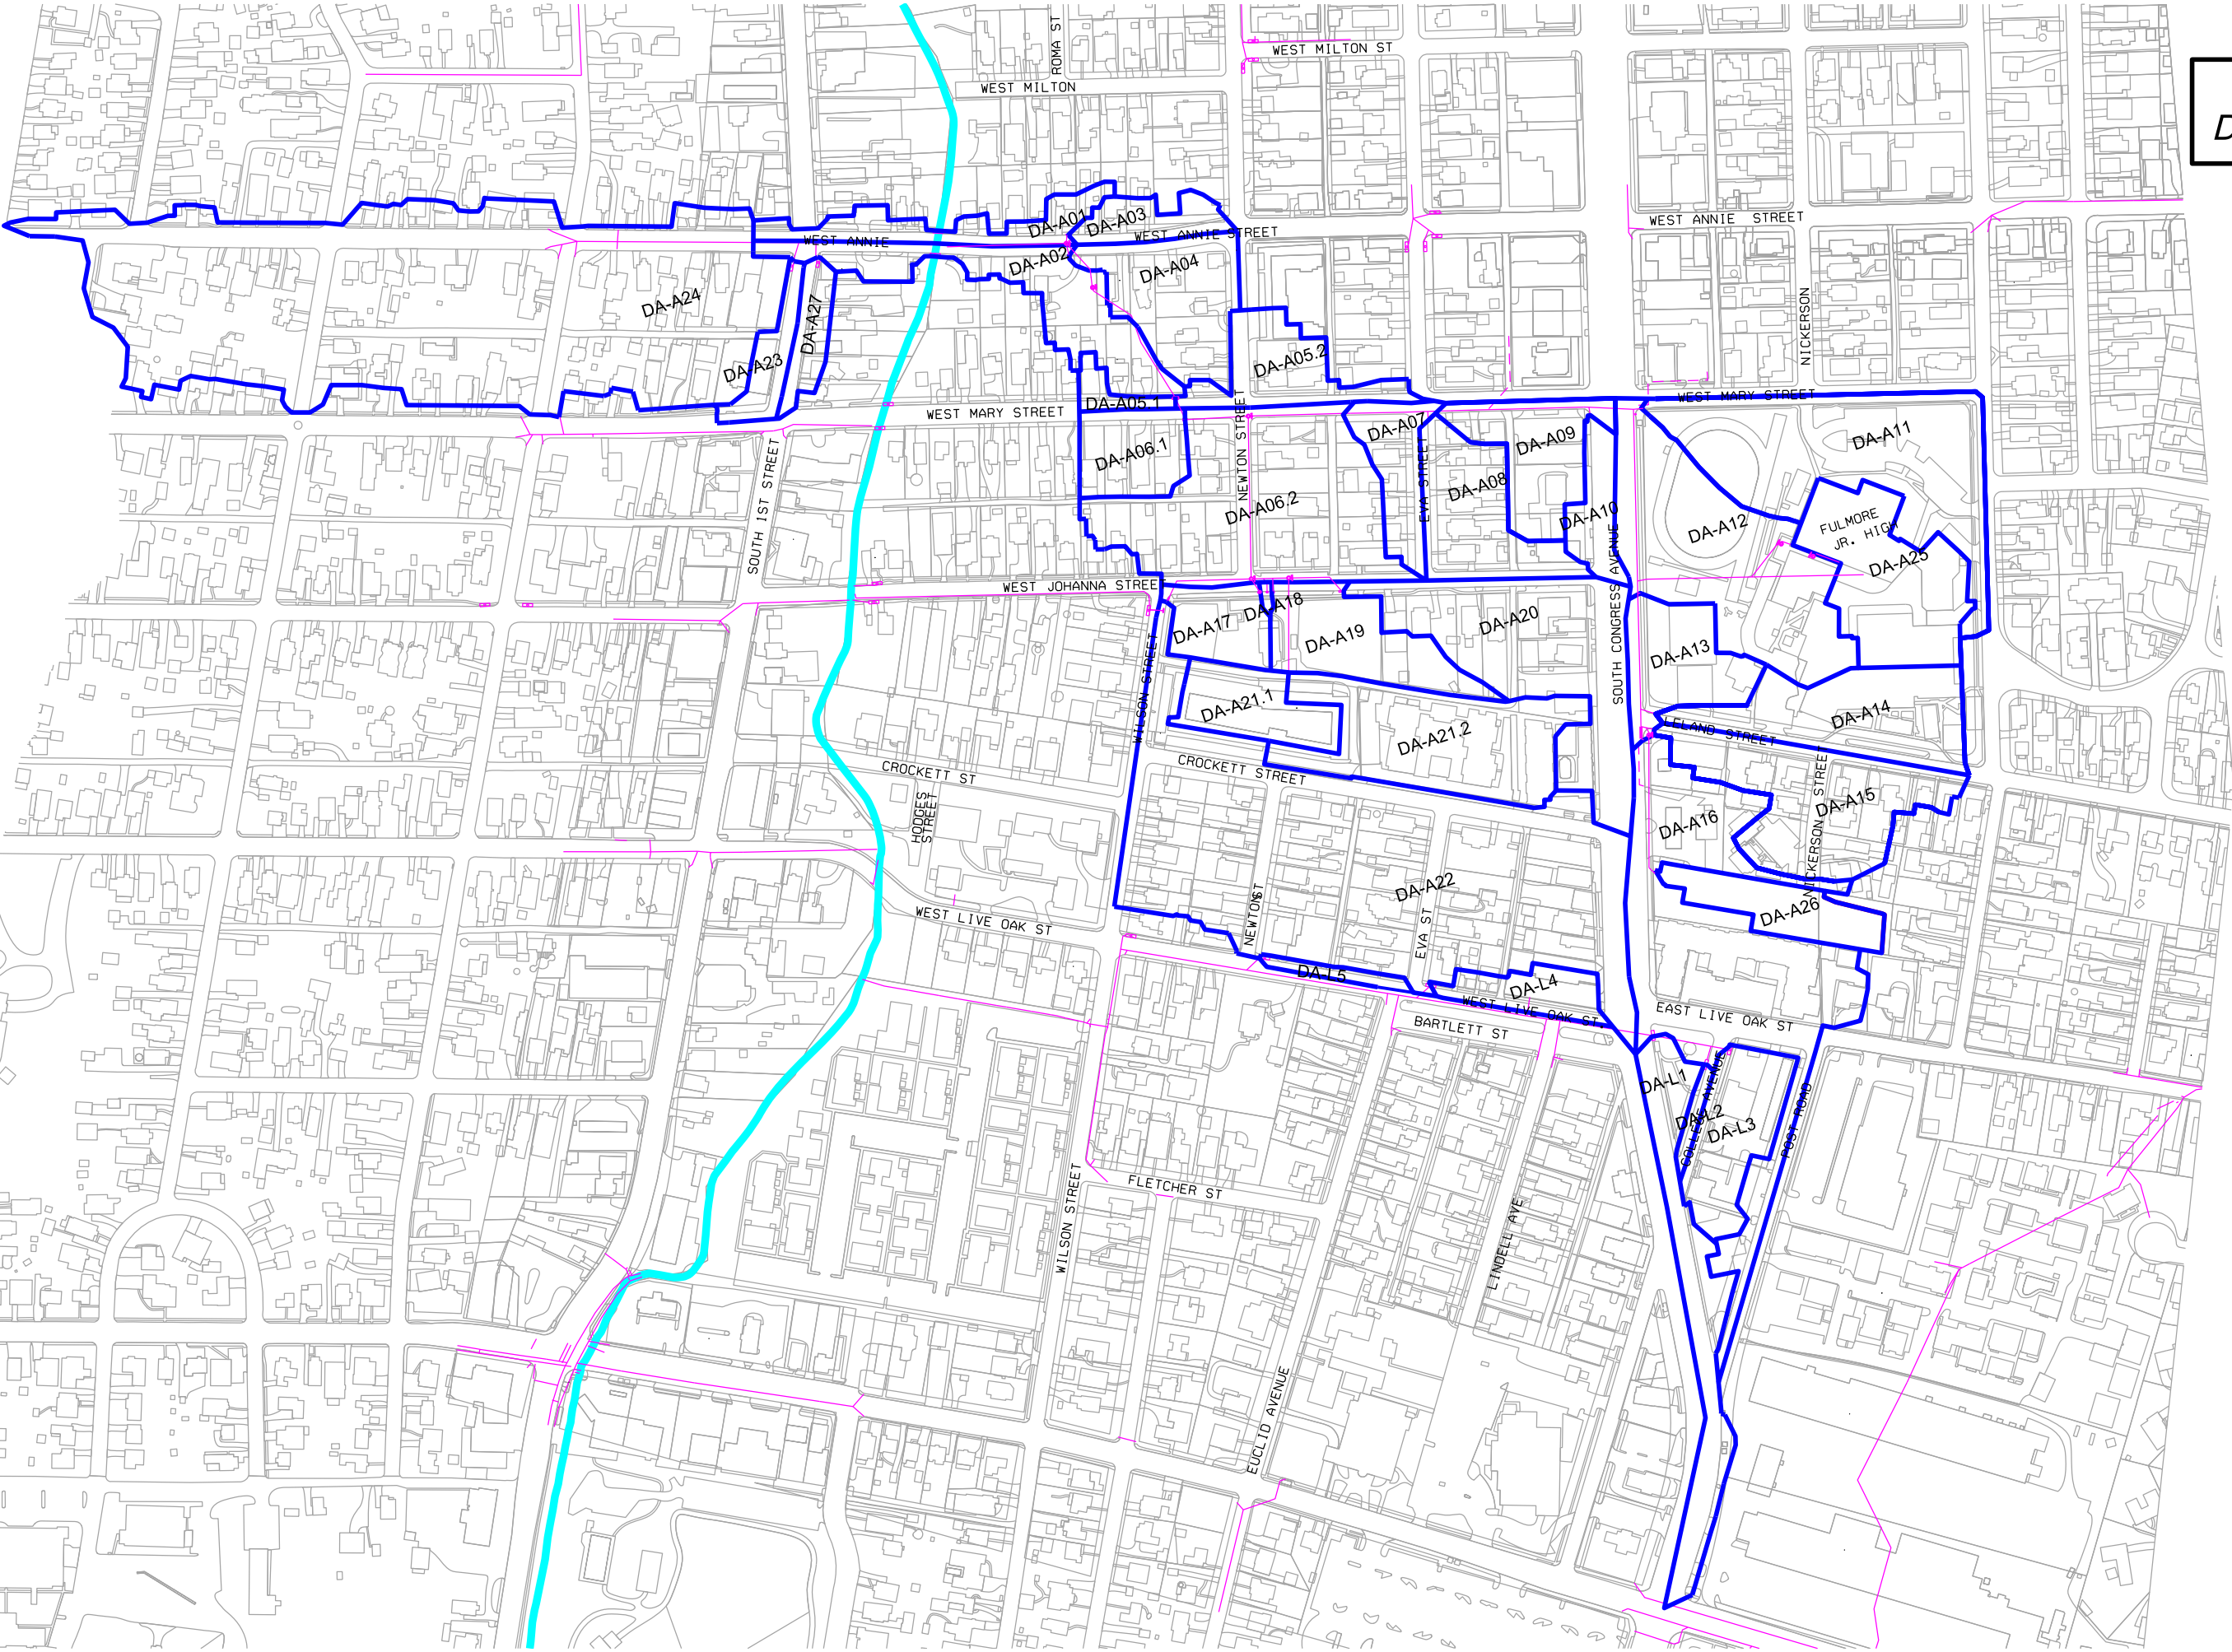 ROMA ST
WEST MILTON ST
WEST MILTON
D
DA-A01
DA-A03
WEST ANNIE STREET
WEST ANNIE STREET
WEST ANNIE
DA-A02
DA-A04
DA-A24
DA-A27
NICKERSON
DA-A23
DA-A05.2
DA-A05.1
WEST MARY STREET
WEST MARY STREET
NEWTON STREET
DA-A07
DA-A09
DA-A11
DA-A06.1
EVA STREET
DA-A08
SOUTH 1ST STREET
DA-A06.2
DA-A10
DA-A12
FULMORE
JR. HIGH
DA-A25
WEST JOHANNA STREET
SOUTH CONGRESS AVENUE
DA-A17
DA-A18
DA-A19
DA-A20
DA-A13
WILSON STREET
DA-A21.1
DA-A21.2
DA-A14
LELAND STREET
CROCKETT ST
CROCKETT STREET
HODGES
STREET
DA-A15
NICKERSON STREET
DA-A16
DA-A22
DA-A26
WEST LIVE OAK ST
NEWTON ST
EVA ST
DA-L5
DA-L4
WEST LIVE OAK ST.
EAST LIVE OAK ST
BARTLETT ST
DA-L1
DA-L2
DA-L3
COLLEGE AVENUE
POST ROAD
FLETCHER ST
WILSON STREET
LINDELL AVE
EUCLID AVENUE